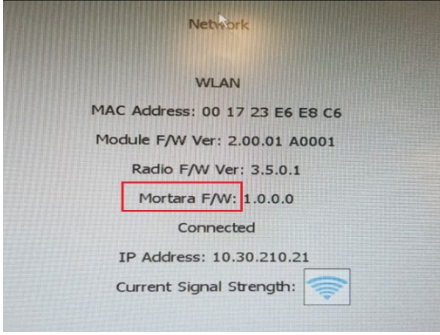 Network
WLAN
MAC Address: 00 17 23 E6 E8 C6
Module F/W Ver: 2.00.01 A0001
Radio F/W Ver: 3.5.0.1
Mortara F/W: 1.0.0.0
Connected
IP Address: 10.30.210.21
Current Signal Strength: